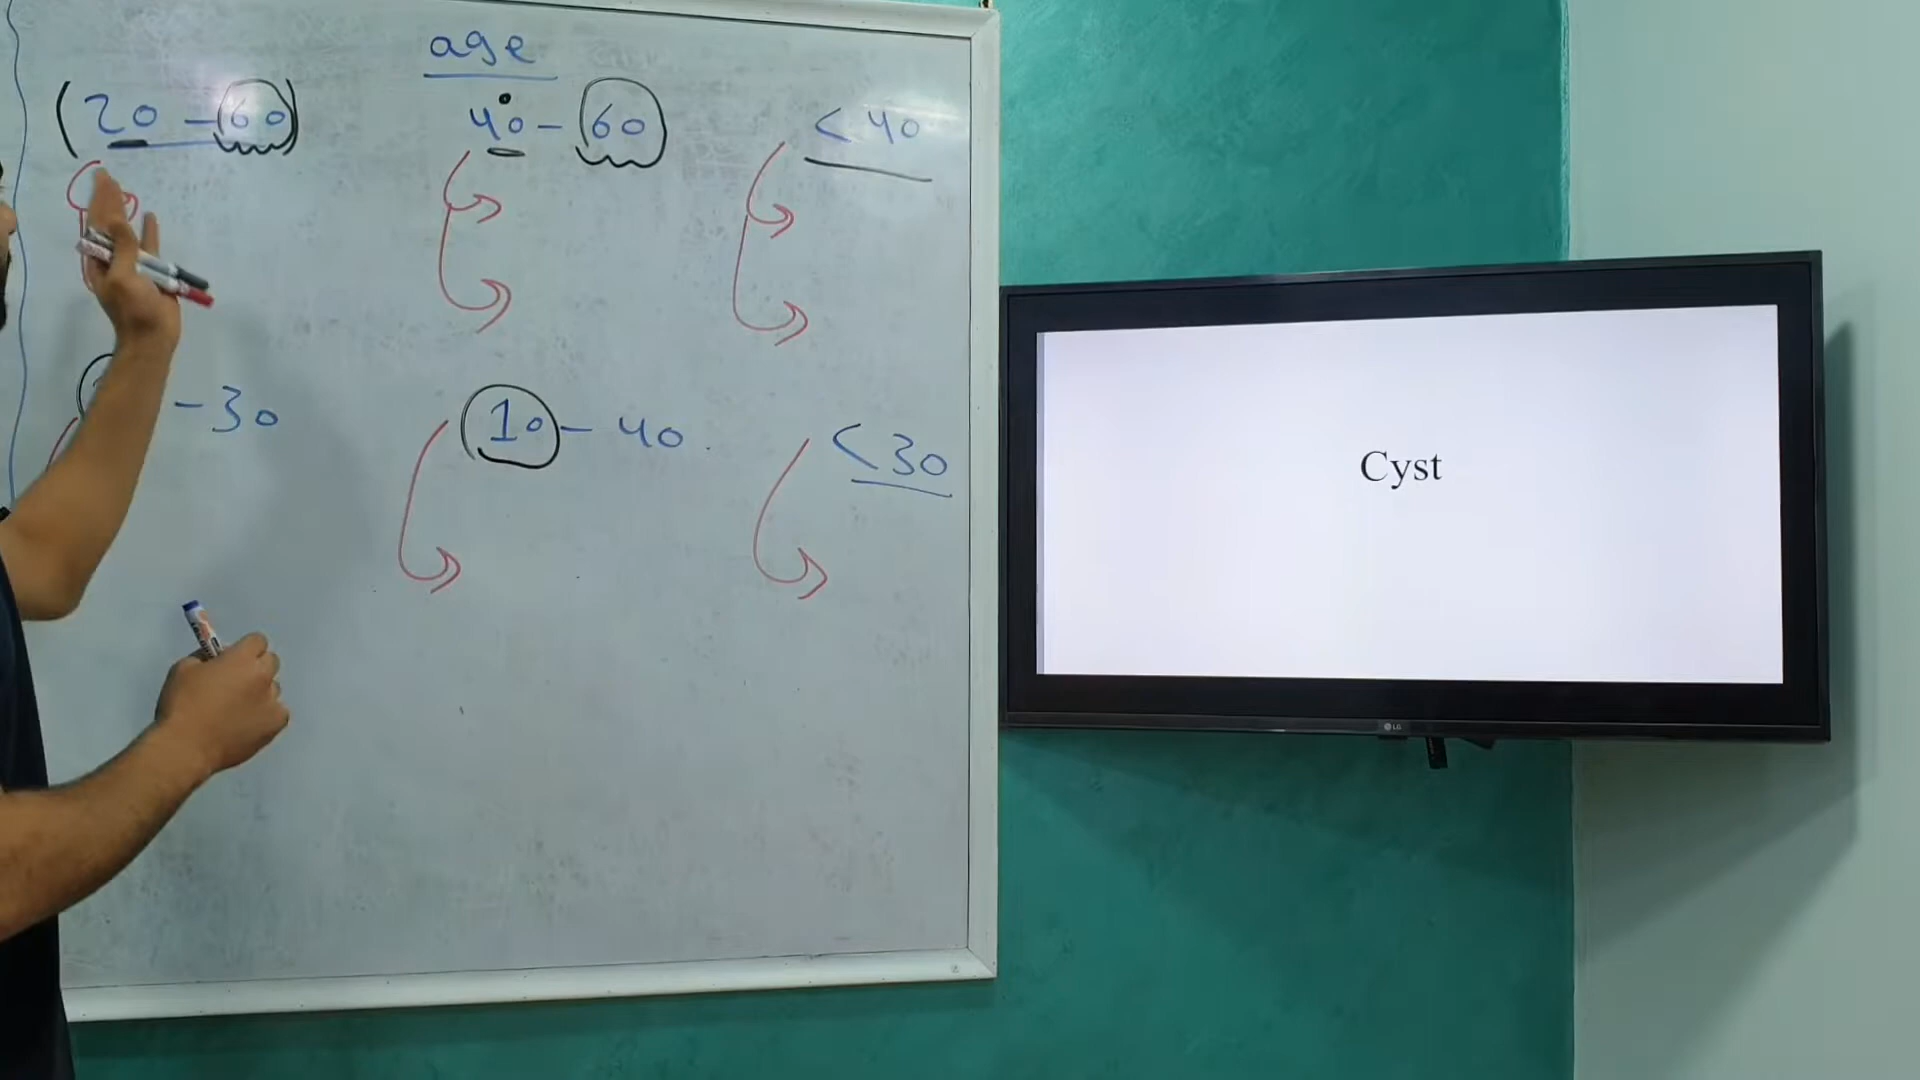 age
(20 – 60) 40 – 60 < 40
– 30 10 – 40 < 30
Cyst
LG